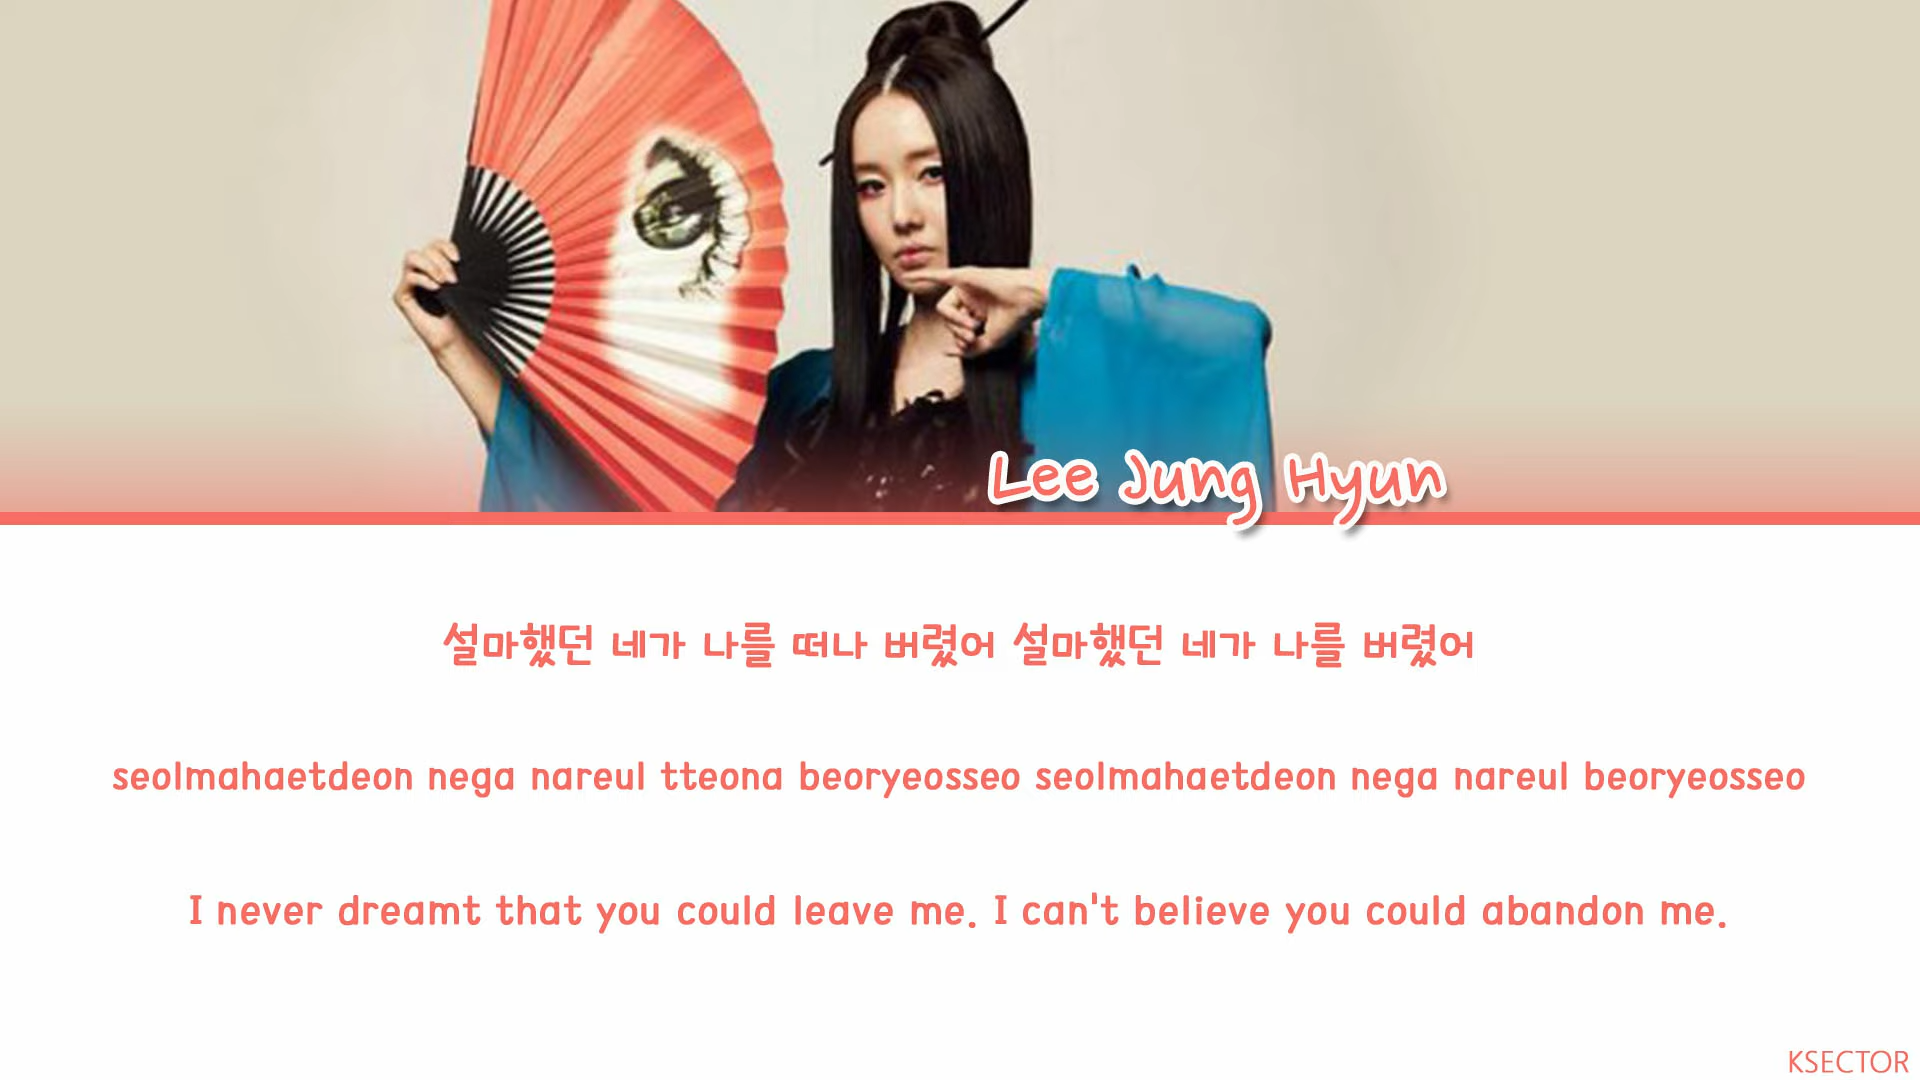 Lee Jung Hyun
설마했던 네가 나를 떠나 버렸어 설마했던 네가 나를 버렸어
seolmahaetdeon nega nareul tteona beoryeosseo seolmahaetdeon nega nareul beoryeosseo
I never dreamt that you could leave me. I can't believe you could abandon me.
KSECTOR